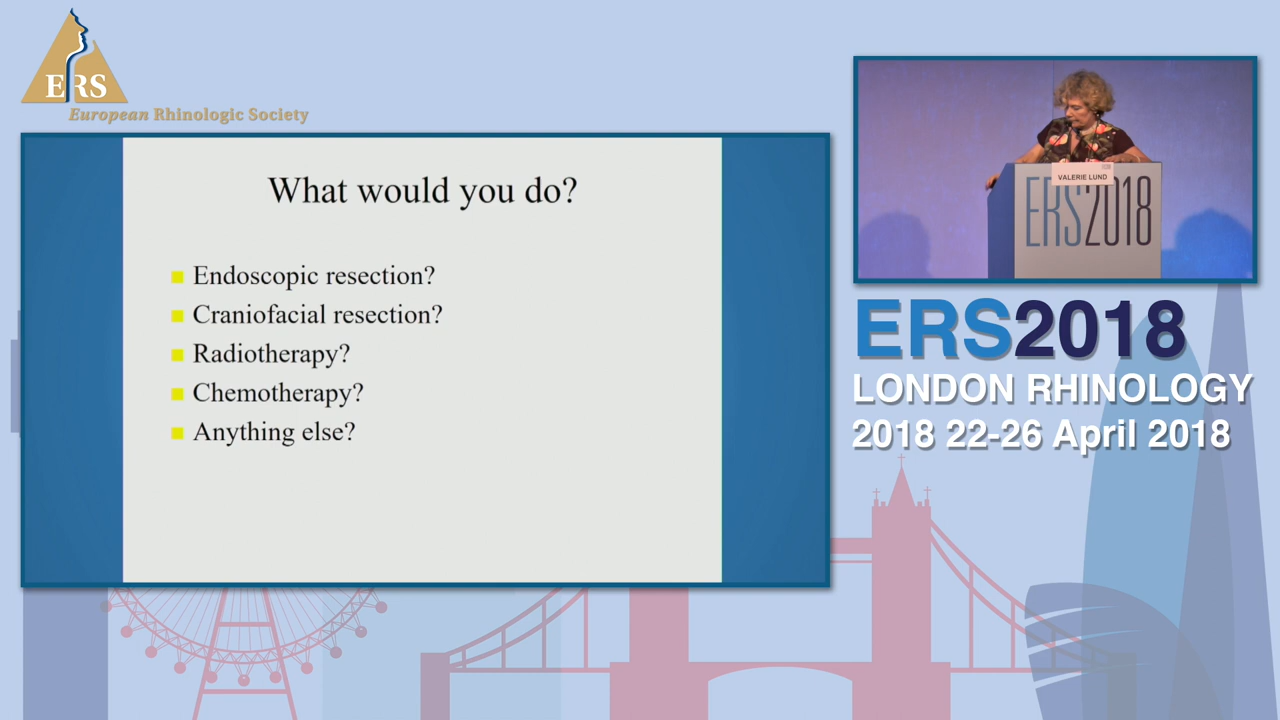 ERS
European Rhinologic Society
What would you do?
Endoscopic resection?
Craniofacial resection?
Radiotherapy?
Chemotherapy?
Anything else?
VALERIE LUND
ERS2018
ERS2018
LONDON RHINOLOGY
2018 22-26 April 2018